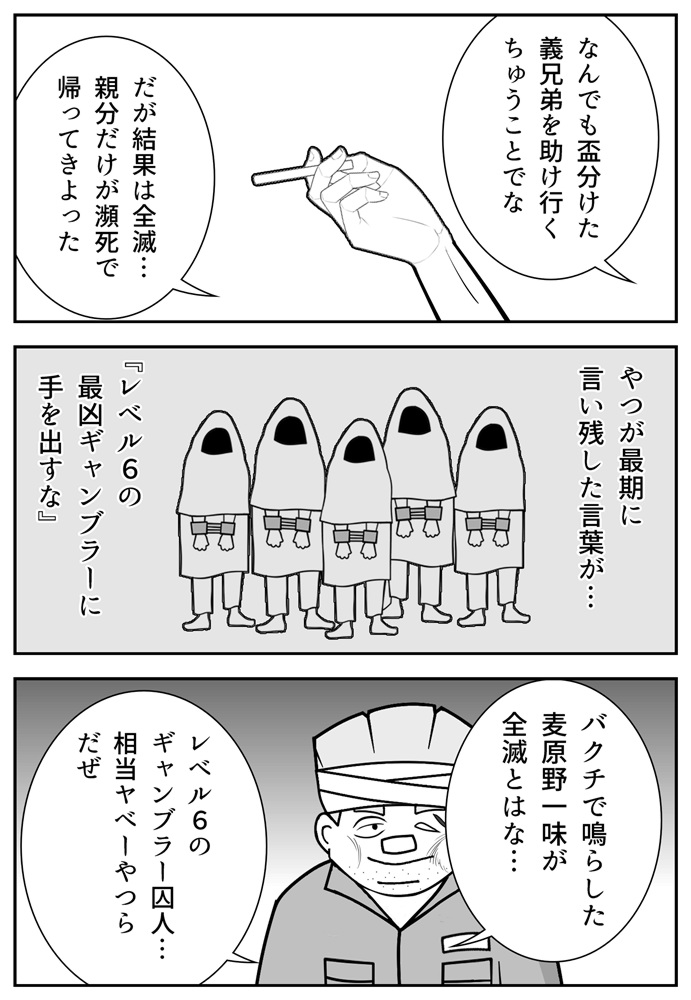 なんでも盃分けた
義兄弟を助け行く
ちゅうことでな
だが結果は全滅…
親分だけが瀕死で
帰ってきよった
やつが最期に
言い残した言葉が…
『レベル６の
最凶ギャンブラーに
手を出すな』
バクチで鳴らした
麦原野一味が
全滅とはな…
レベル６の
ギャンブラー囚人…
相当ヤベーやつら
だぜ